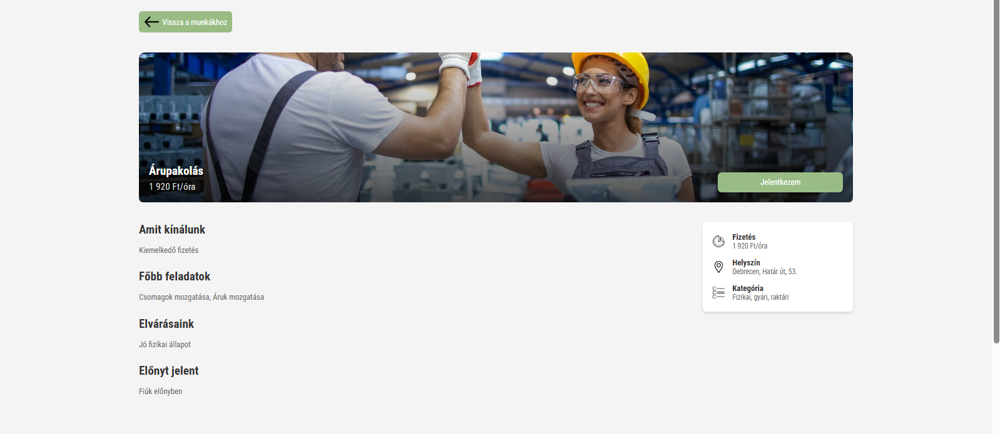 Vissza a munkákhoz
Árupakolás
1 920 Ft/óra
Jelentkezem
Amit kínálunk
Kiemelkedő fizetés
Főbb feladatok
Csomagok mozgatása, Áruk mozgatása
Elvárásaink
Jó fizikai állapot
Előnyt jelent
Fiúk előnyben
Fizetés
1 920 Ft/óra
Helyszín
Debrecen, Határ út, 53.
Kategória
Fizikai, gyári, raktári